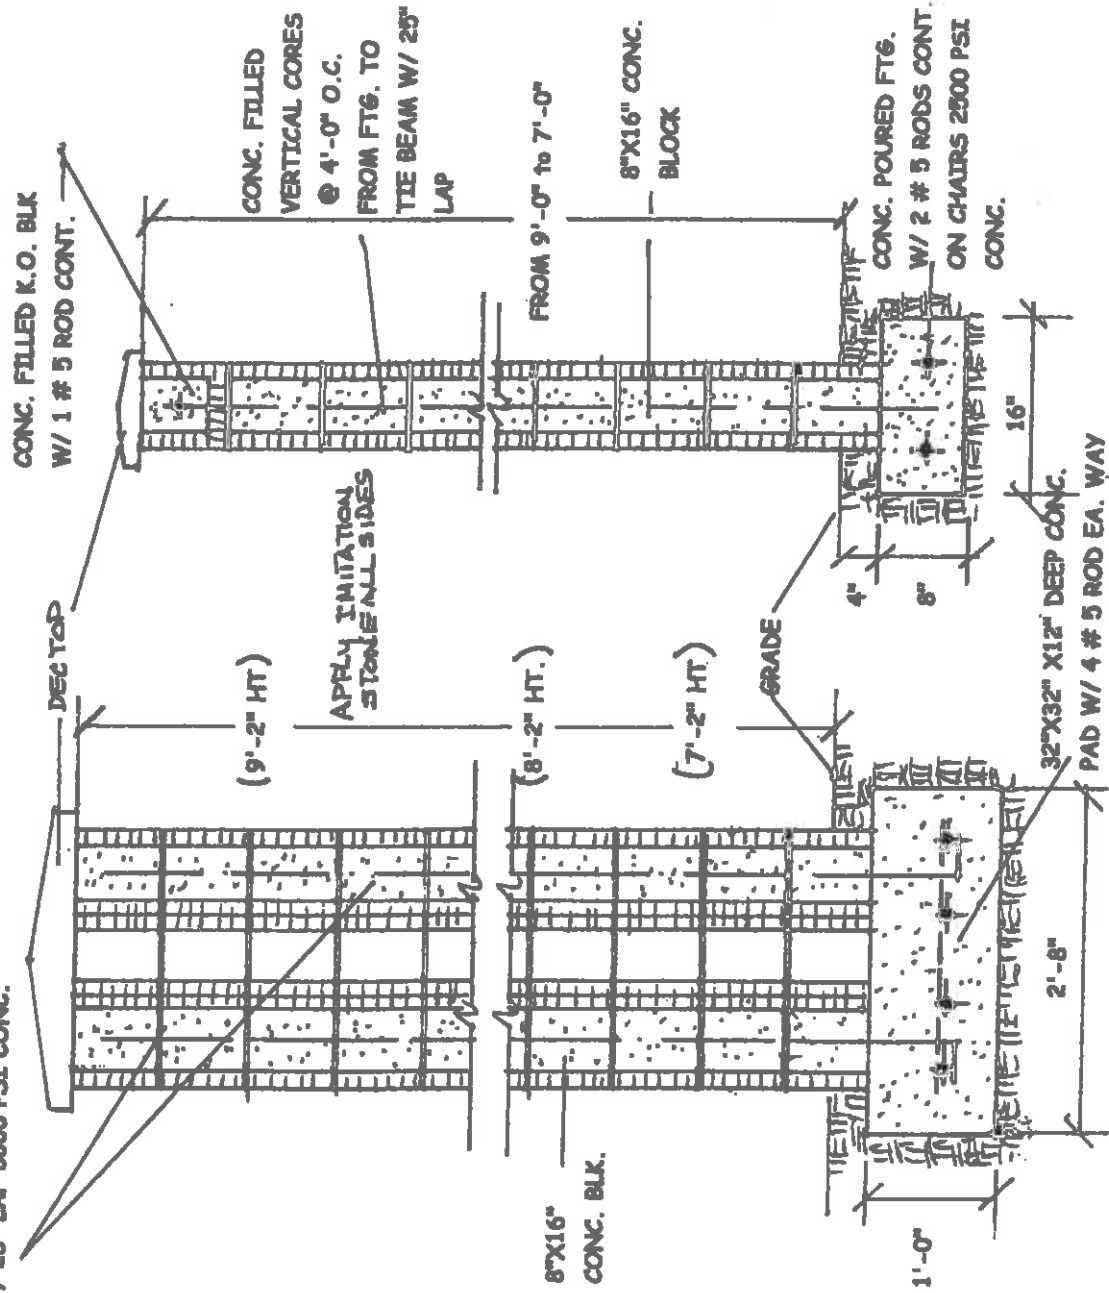 CONC. FILLED K.O. BLK
W/ 1 # 5 ROD CONT.
DECTOP
CONC. FILLED
VERTICAL CORES
@ 4'-0" O.C.
FROM FTG. TO
TIE BEAM W/ 25"
LAP
(9'-2" HT)
APPLY IMITATION
STONE ALL SIDES
(8'-2" HT.)
(7'-2" HT)
FROM 9'-0" to 7'-0"
8"X16" CONC.
BLOCK
GRADE
4"
8"
16"
CONC. POURED FTG.
W/ 2 # 5 RODS CONT.
ON CHAIRS 2500 PSI
CONC.
8"X16"
CONC. BLK.
1'-0"
2'-8"
32"X32" X12" DEEP CONC.
PAD W/ 4 # 5 ROD EA. WAY